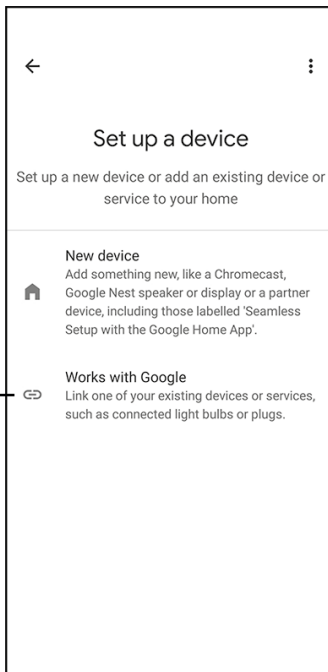 Set up a device
Set up a new device or add an existing device or
service to your home
New device
Add something new, like a Chromecast,
Google Nest speaker or display or a partner
device, including those labelled 'Seamless
Setup with the Google Home App'.
Works with Google
Link one of your existing devices or services,
such as connected light bulbs or plugs.